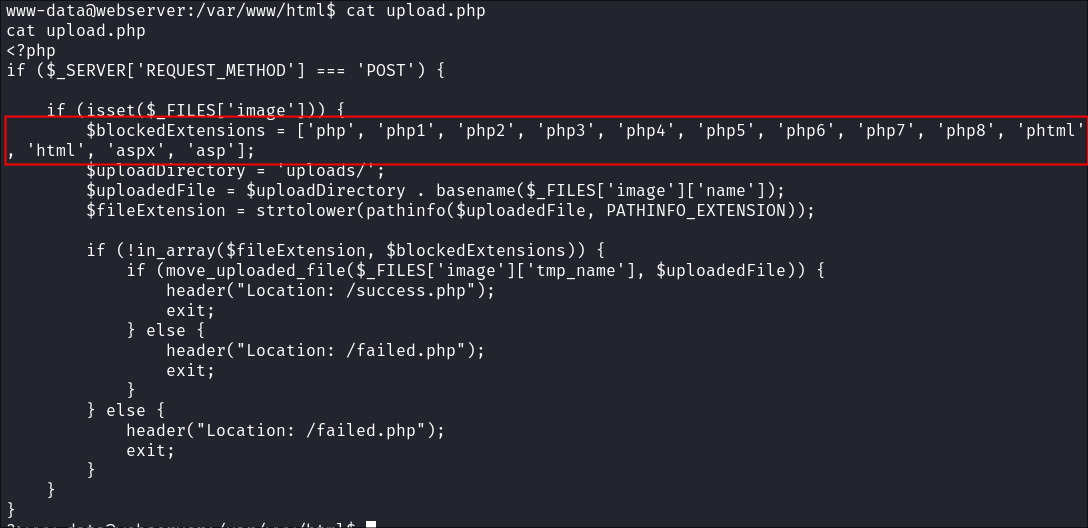 www-data@webserver:/var/www/html$ cat upload.php
cat upload.php
<?php
if ($_SERVER['REQUEST_METHOD'] === 'POST') {
    if (isset($_FILES['image'])) {
        $blockedExtensions = ['php', 'php1', 'php2', 'php3', 'php4', 'php5', 'php6', 'php7', 'php8', 'phtml'
, 'html', 'aspx', 'asp'];
        $uploadDirectory = 'uploads/';
        $uploadedFile = $uploadDirectory . basename($_FILES['image']['name']);
        $fileExtension = strtolower(pathinfo($uploadedFile, PATHINFO_EXTENSION));
        if (!in_array($fileExtension, $blockedExtensions)) {
            if (move_uploaded_file($_FILES['image']['tmp_name'], $uploadedFile)) {
                header("Location: /success.php");
                exit;
            } else {
                header("Location: /failed.php");
                exit;
            }
        } else {
            header("Location: /failed.php");
            exit;
        }
    }
}
?>www-data@webserver:/var/www/html$